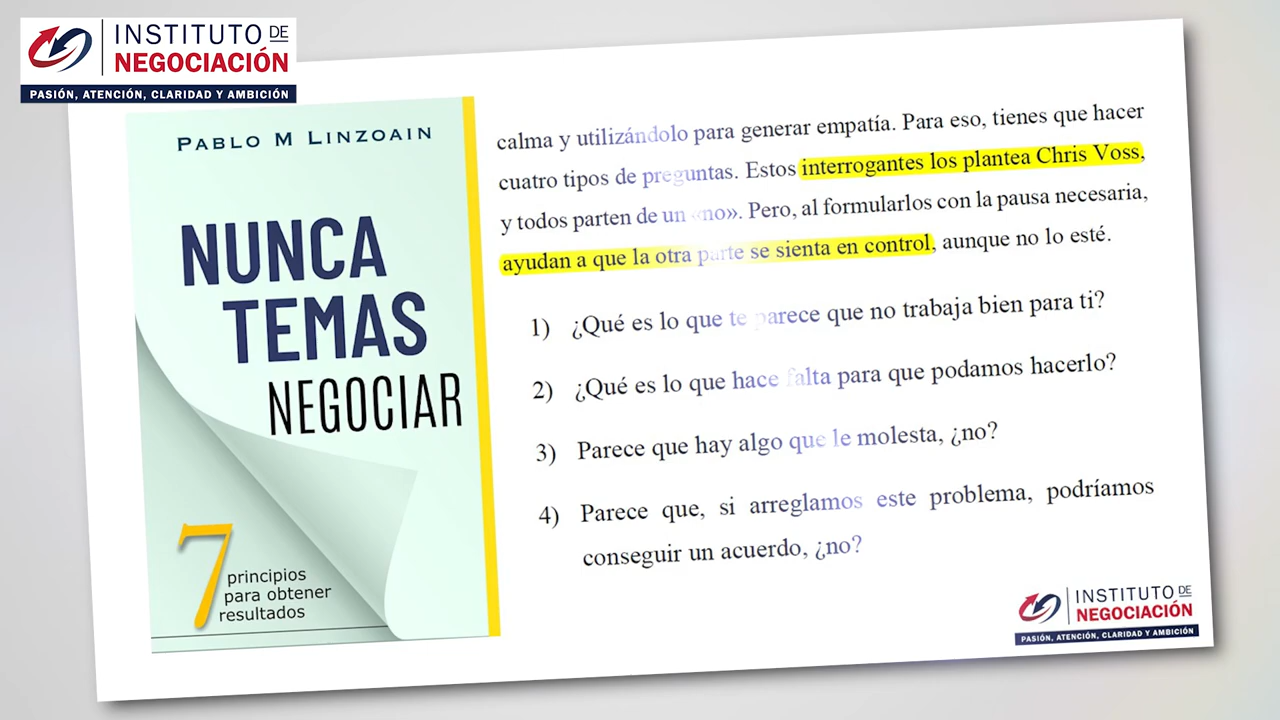 INSTITUTO DE
NEGOCIACIÓN
PASIÓN, ATENCIÓN, CLARIDAD Y AMBICIÓN
PABLO M LINZOAIN
NUNCA
TEMAS
NEGOCIAR
7
principios
para obtener
resultados
calma y utilizándolo para generar empatía. Para eso, tienes que hacer
cuatro tipos de preguntas. Estos interrogantes los plantea Chris Voss,
y todos parten de un «no». Pero, al formularlos con la pausa necesaria,
ayudan a que la otra parte se sienta en control, aunque no lo esté.
1) ¿Qué es lo que te parece que no trabaja bien para ti?
2) ¿Qué es lo que hace falta para que podamos hacerlo?
3) Parece que hay algo que le molesta, ¿no?
4) Parece que, si arreglamos este problema, podríamos
conseguir un acuerdo, ¿no?
INSTITUTO DE
NEGOCIACIÓN
PASIÓN, ATENCIÓN, CLARIDAD Y AMBICIÓN